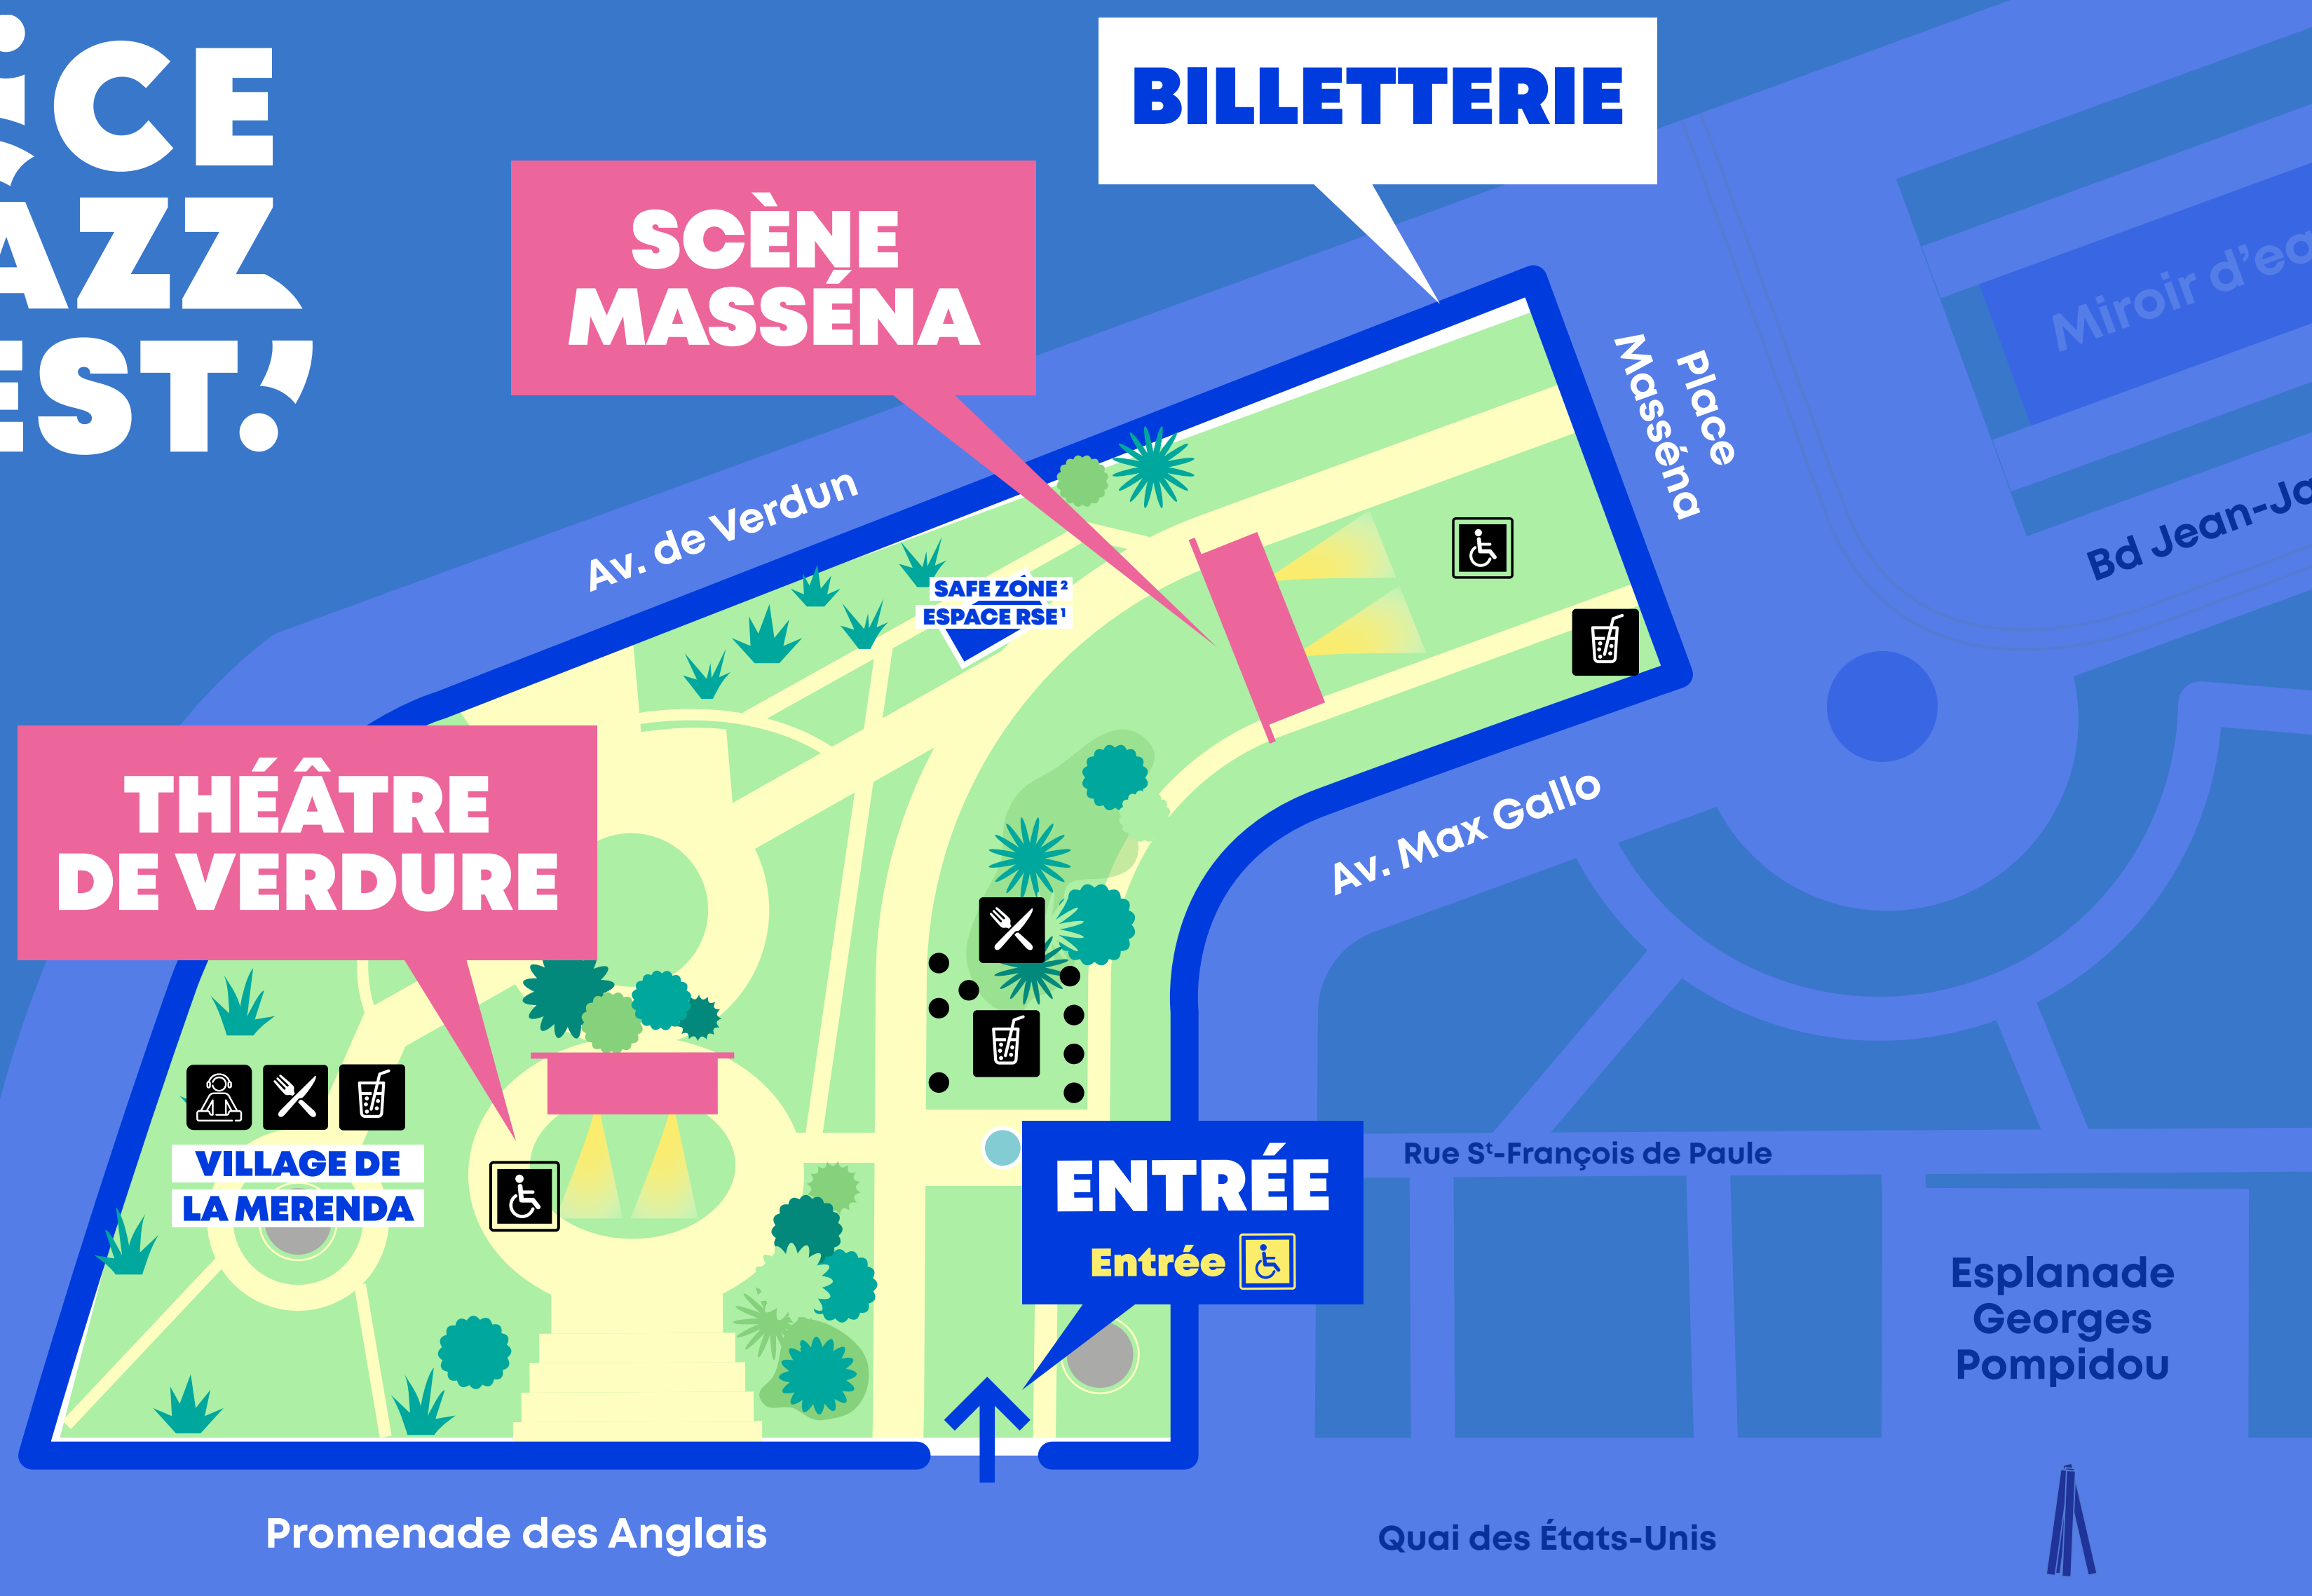 CE
AZZ
EST.'
BILLETTERIE
SCÈNE
MASSÉNA
Miroir d'ea
Place
Masséna
Bd Jean-Ja
Av. de Verdun
SAFE ZONE²
ESPACE RSE¹
THÉÂTRE
DE VERDURE
Av. Max Gallo
VILLAGE DE
LA MERENDA
ENTRÉE
Entrée
Rue Sᵗ-François de Paule
Esplanade
Georges
Pompidou
Promenade des Anglais
Quai des États-Unis